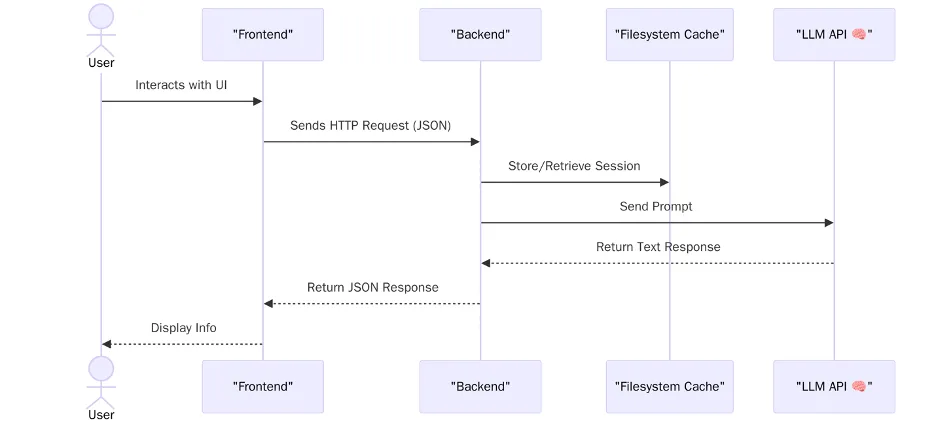 User
"Frontend"
"Backend"
"Filesystem Cache"
"LLM API 🧠"
Interacts with UI
Sends HTTP Request (JSON)
Store/Retrieve Session
Send Prompt
Return Text Response
Return JSON Response
Display Info
User
"Frontend"
"Backend"
"Filesystem Cache"
"LLM API 🧠"